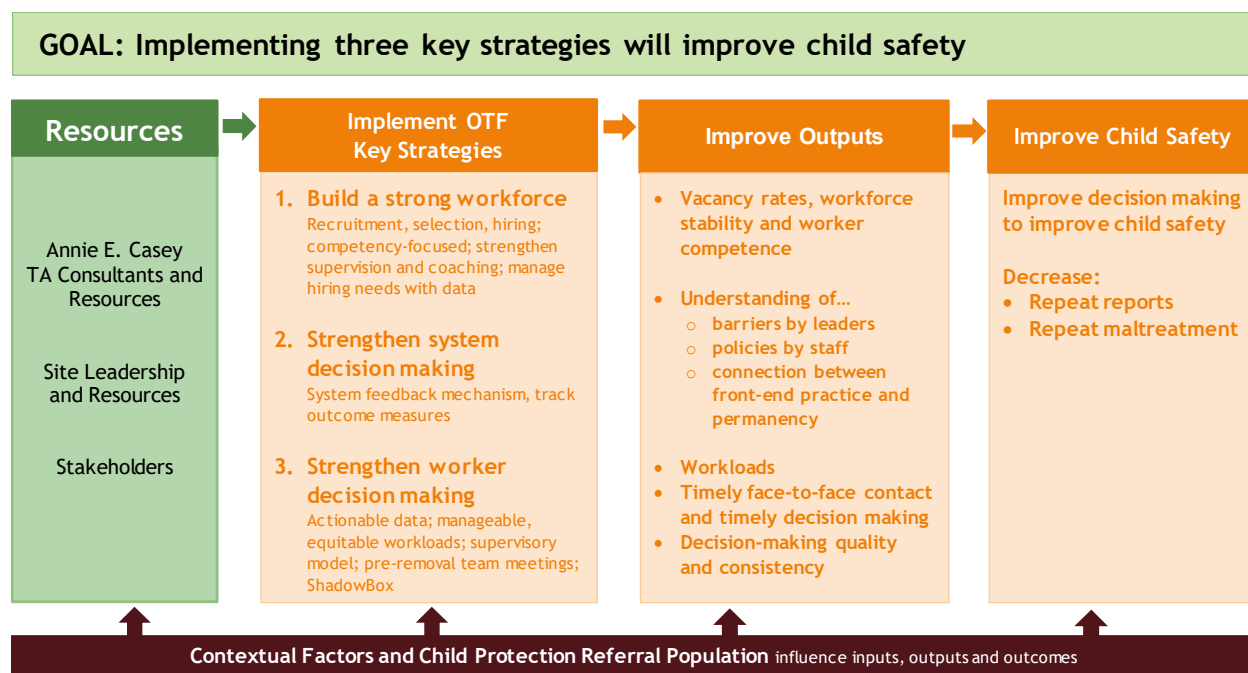 GOAL: Implementing three key strategies will improve child safety
Resources
Annie E. Casey
TA Consultants and
Resources
Site Leadership
and Resources
Stakeholders
Implement OTF
Key Strategies
1. Build a strong workforce
Recruitment, selection, hiring;
competency-focused; strengthen
supervision and coaching; manage
hiring needs with data
2. Strengthen system
decision making
System feedback mechanism, track
outcome measures
3. Strengthen worker
decision making
Actionable data; manageable,
equitable workloads; supervisory
model; pre-removal team meetings;
ShadowBox
Improve Outputs
• Vacancy rates, workforce
stability and worker
competence
• Understanding of…
o barriers by leaders
o policies by staff
o connection between
front-end practice and
permanency
• Workloads
• Timely face-to-face contact
and timely decision making
• Decision-making quality
and consistency
Improve Child Safety
Improve decision making
to improve child safety
Decrease:
• Repeat reports
• Repeat maltreatment
Contextual Factors and Child Protection Referral Population influence inputs, outputs and outcomes